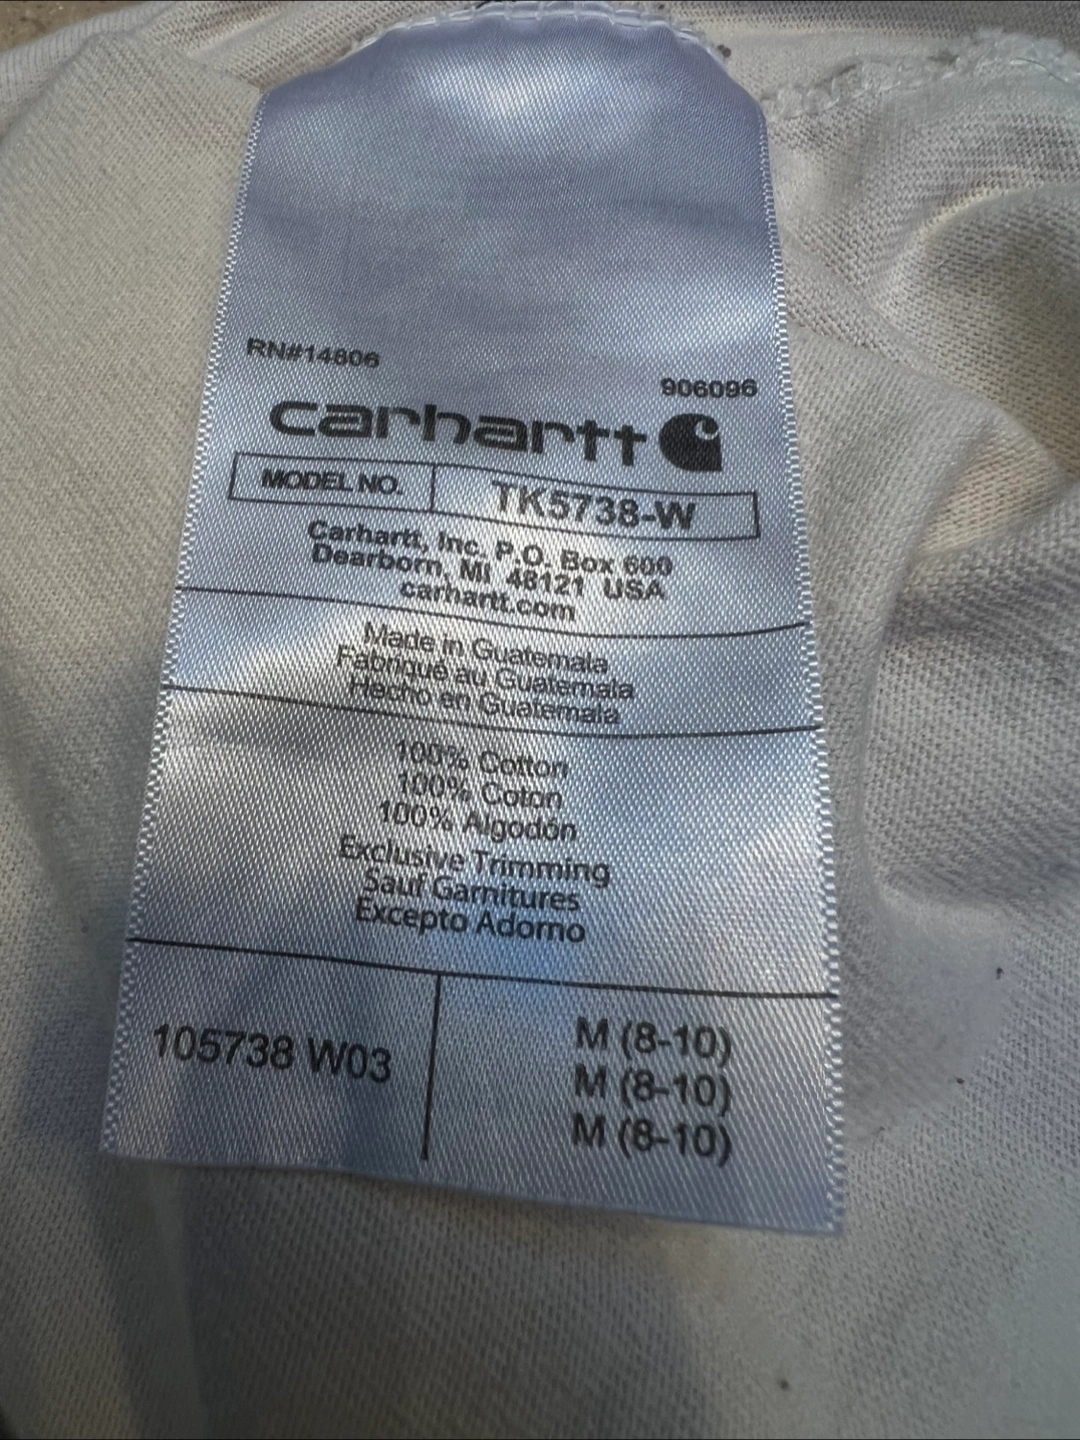 RN#14806
906096
carhartt
MODEL NO. TK5738-W
Carhartt, Inc. P.O. Box 600
Dearborn, MI 48121 USA
carhartt.com
Made in Guatemala
Fabriqué au Guatemala
Hecho en Guatemala
100% Cotton
100% Coton
100% Algodón
Exclusive Trimming
Sauf Garnitures
Excepto Adorno
105738 W03
M (8-10)
M (8-10)
M (8-10)